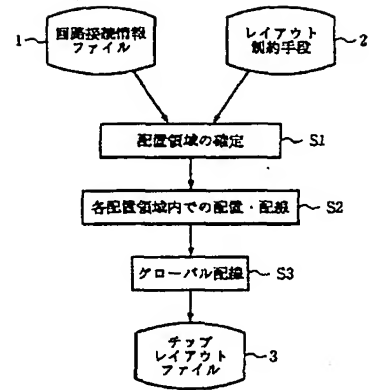 1
回路接続情報
ファイル
レイアウト
制約手段
2
配置領域の確定
S1
各配置領域内での配置・配線
S2
グローバル配線
S3
チップ
レイアウト
ファイル
3